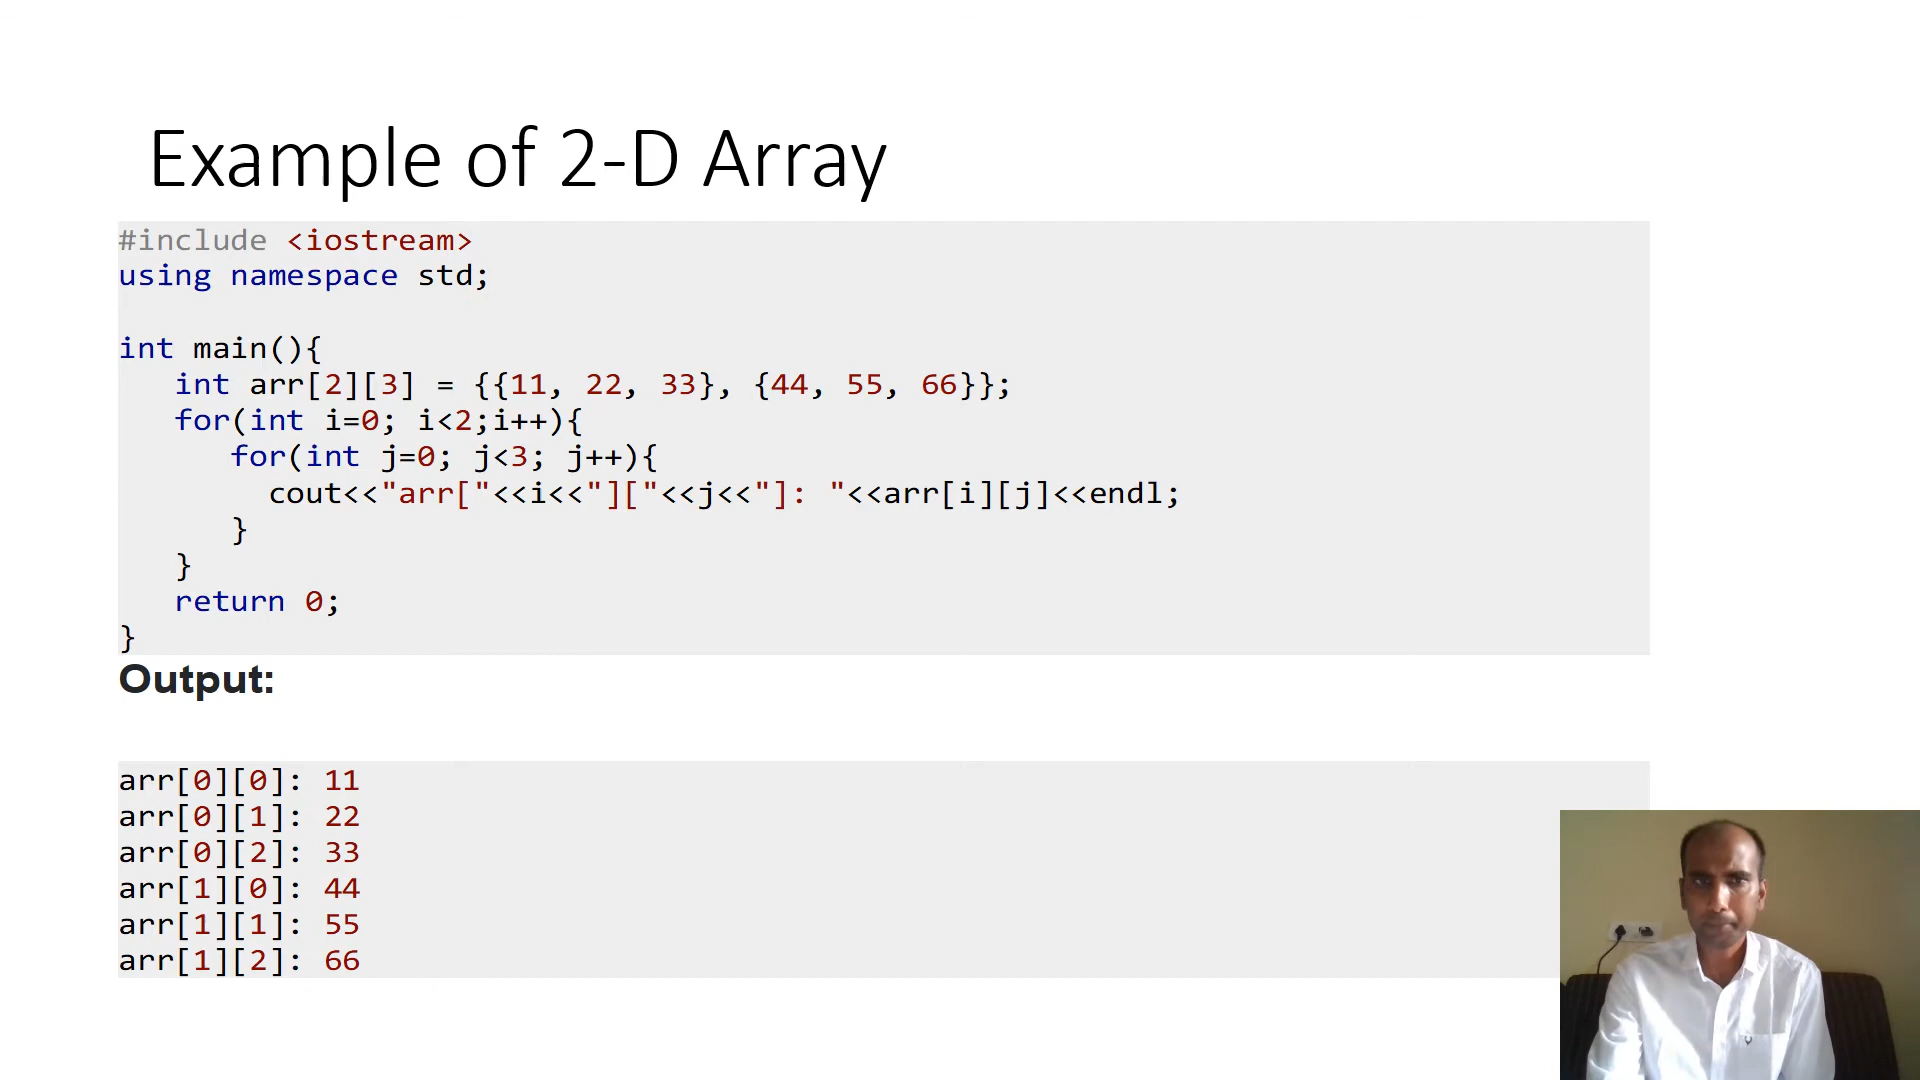 Example of 2-D Array
#include <iostream>
using namespace std;
int main(){
int arr[2][3] = {{11, 22, 33}, {44, 55, 66}};
for(int i=0; i<2;i++){
for(int j=0; j<3; j++){
cout<<"arr["<<i<<"]["<<j<<"]: "<<arr[i][j]<<endl;
}
}
return 0;
}
Output:
arr[0][0]: 11
arr[0][1]: 22
arr[0][2]: 33
arr[1][0]: 44
arr[1][1]: 55
arr[1][2]: 66